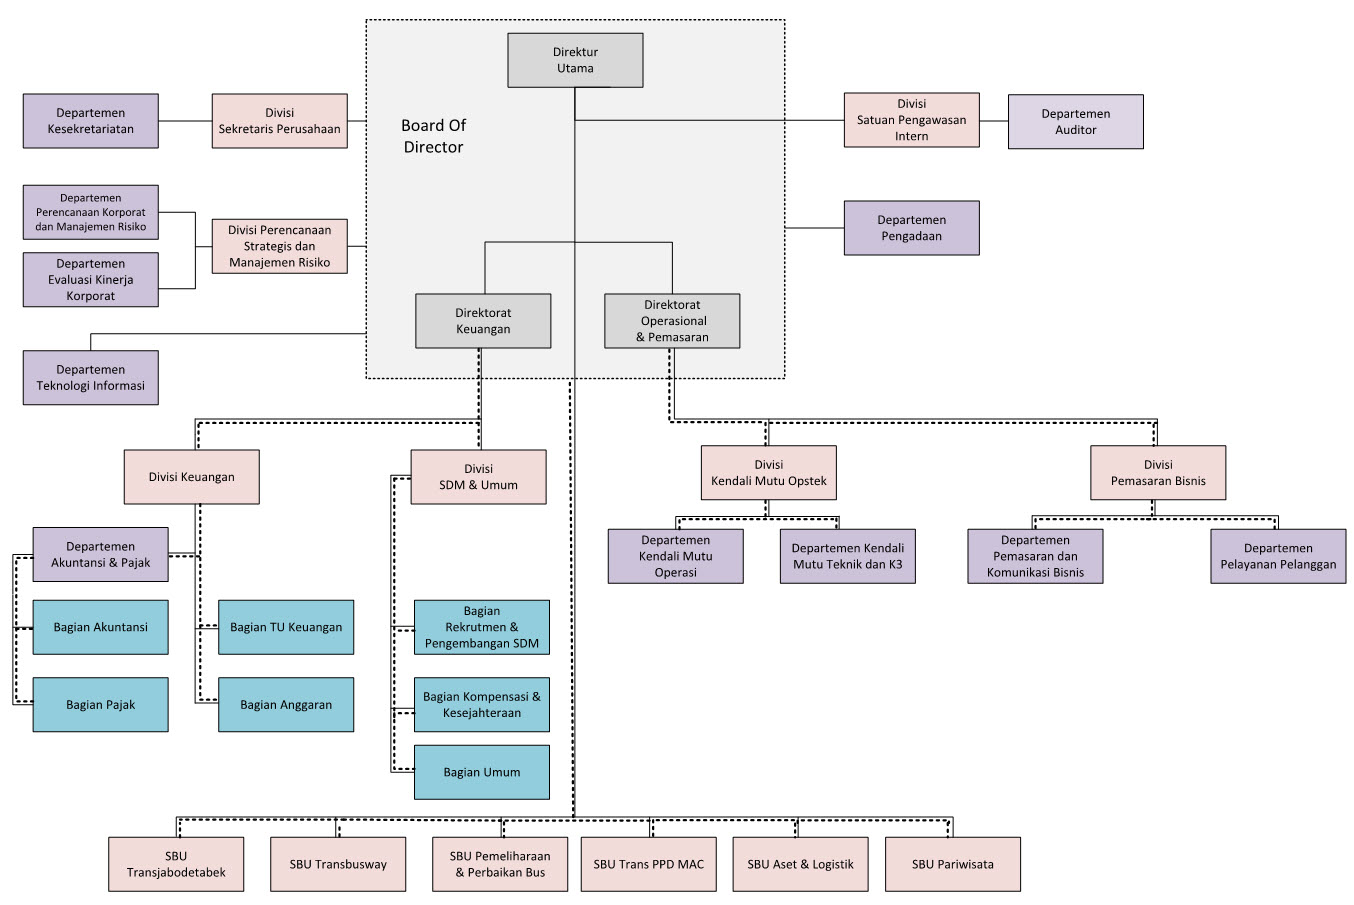 Direktur
Utama
Board Of
Director
Departemen
Kesekretariatan
Divisi
Sekretaris Perusahaan
Divisi
Satuan Pengawasan
Intern
Departemen
Auditor
Departemen
Perencanaan Korporat
dan Manajemen Risiko
Departemen
Evaluasi Kinerja
Korporat
Divisi Perencanaan
Strategis dan
Manajemen Risiko
Departemen
Pengadaan
Direktorat
Keuangan
Direktorat
Operasional
& Pemasaran
Departemen
Teknologi Informasi
Divisi Keuangan
Divisi
SDM & Umum
Divisi
Kendali Mutu Opstek
Divisi
Pemasaran Bisnis
Departemen
Akuntansi & Pajak
Departemen
Kendali Mutu
Operasi
Departemen Kendali
Mutu Teknik dan K3
Departemen
Pemasaran dan
Komunikasi Bisnis
Departemen
Pelayanan Pelanggan
Bagian Akuntansi
Bagian TU Keuangan
Bagian
Rekrutmen &
Pengembangan SDM
Bagian Pajak
Bagian Anggaran
Bagian Kompensasi &
Kesejahteraan
Bagian Umum
SBU
Transjabodetabek
SBU Transbusway
SBU Pemeliharaan
& Perbaikan Bus
SBU Trans PPD MAC
SBU Aset & Logistik
SBU Pariwisata